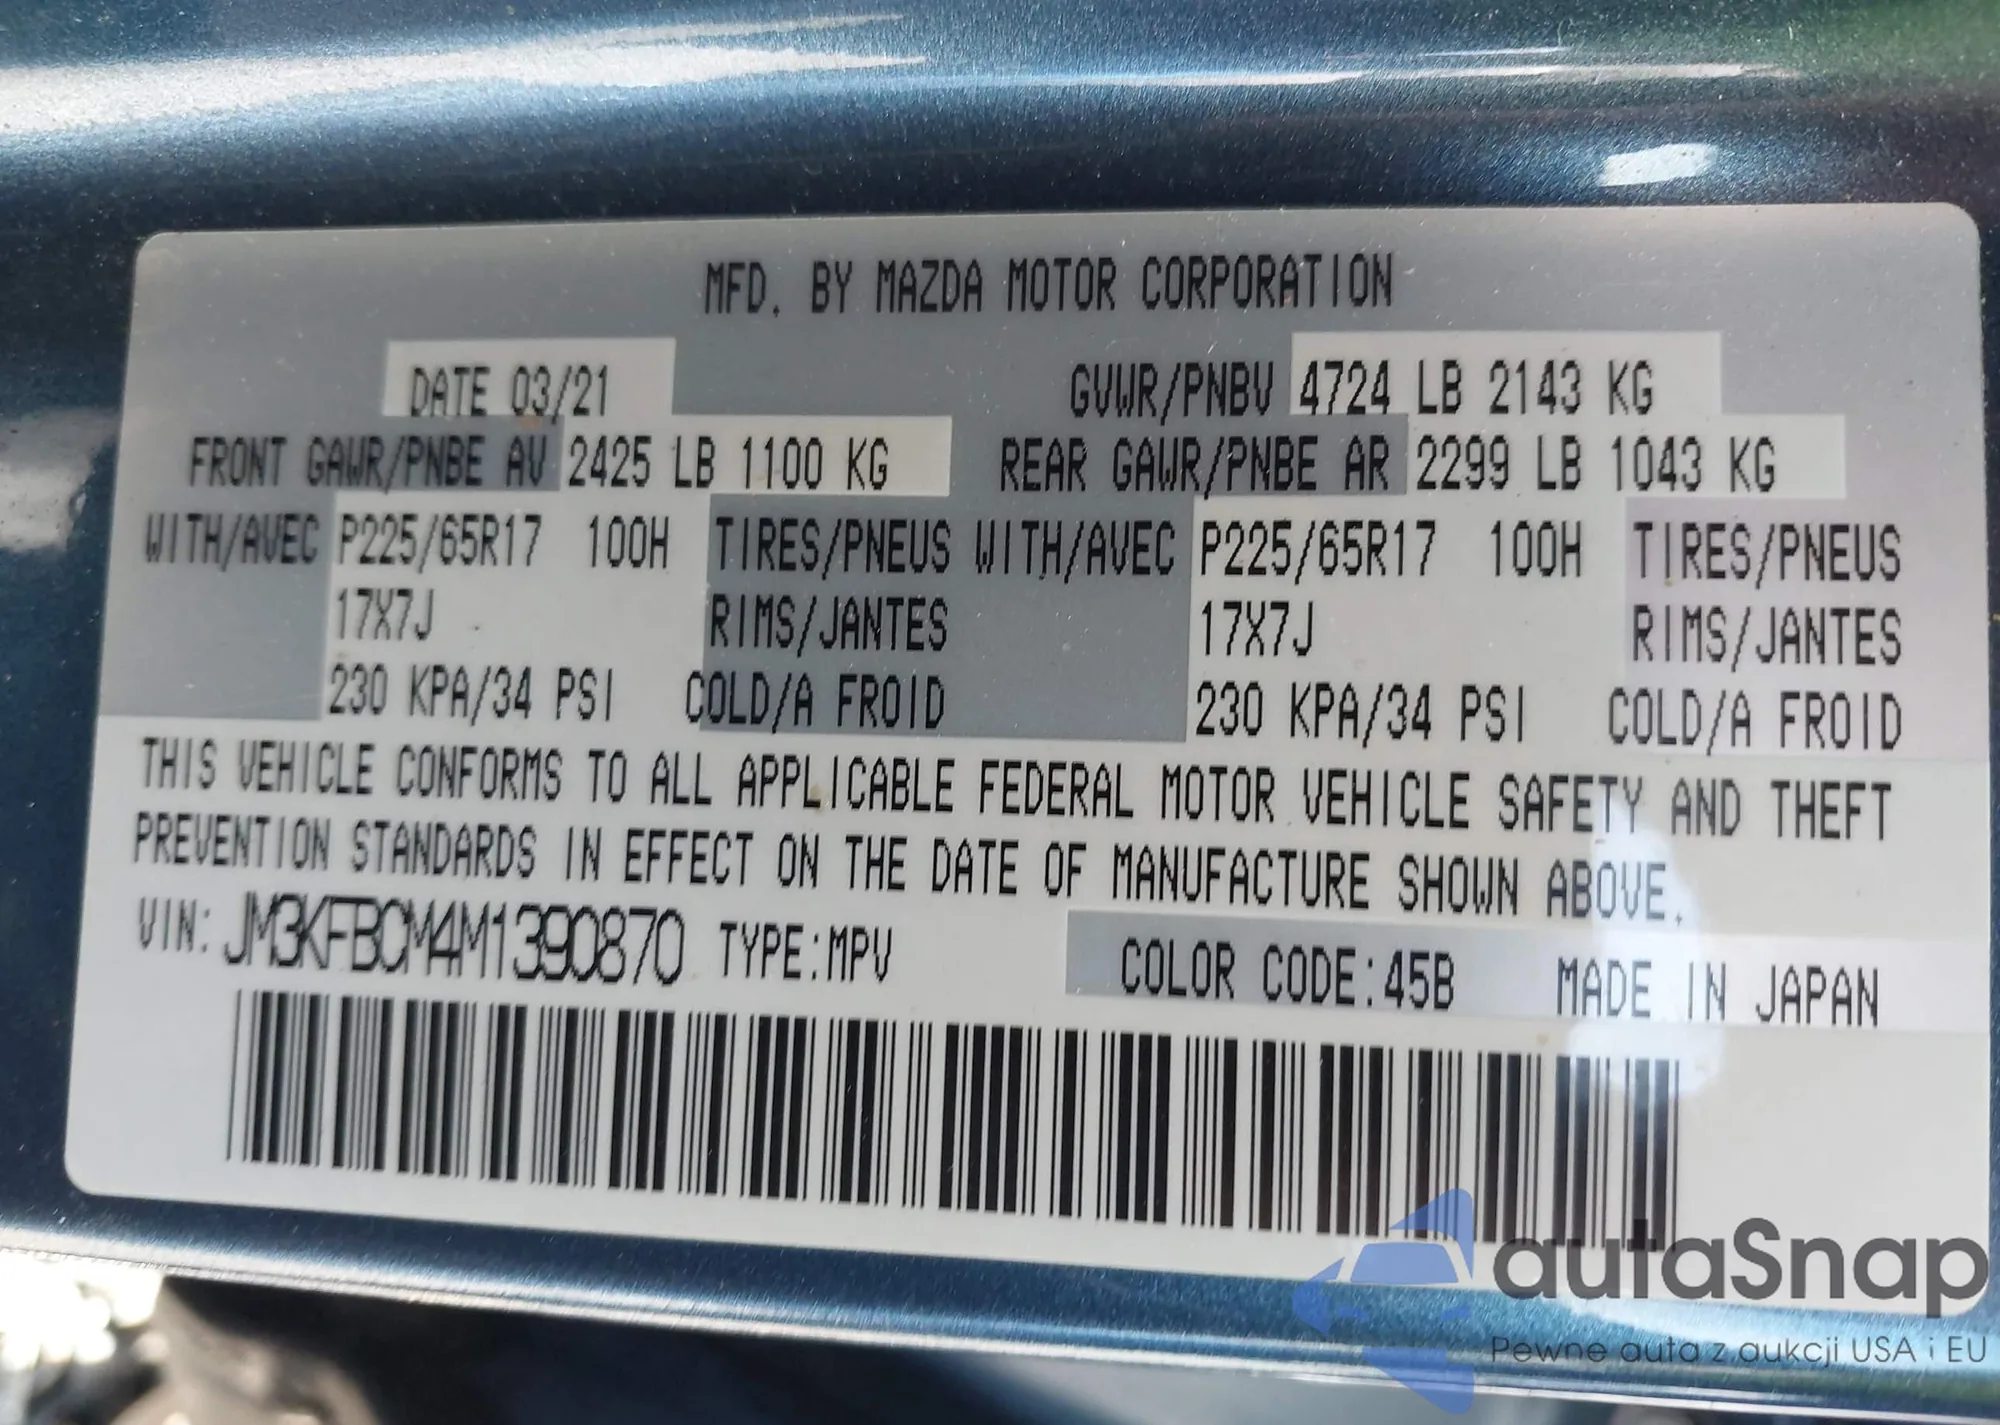 MFD. BY MAZDA MOTOR CORPORATION
DATE 03/21 GVWR/PNBV 4724 LB 2143 KG
FRONT GAWR/PNBE AV 2425 LB 1100 KG REAR GAWR/PNBE AR 2299 LB 1043 KG
WITH/AVEC P225/65R17 100H TIRES/PNEUS WITH/AVEC P225/65R17 100H TIRES/PNEUS
17X7J RIMS/JANTES 17X7J RIMS/JANTES
230 KPA/34 PSI COLD/A FROID 230 KPA/34 PSI COLD/A FROID
THIS VEHICLE CONFORMS TO ALL APPLICABLE FEDERAL MOTOR VEHICLE SAFETY AND THEFT
PREVENTION STANDARDS IN EFFECT ON THE DATE OF MANUFACTURE SHOWN ABOVE.
VIN: JM3KFBCM4M1390870 TYPE:MPV COLOR CODE:45B MADE IN JAPAN
autaSnap
Pewne auta z aukcji USA i EU